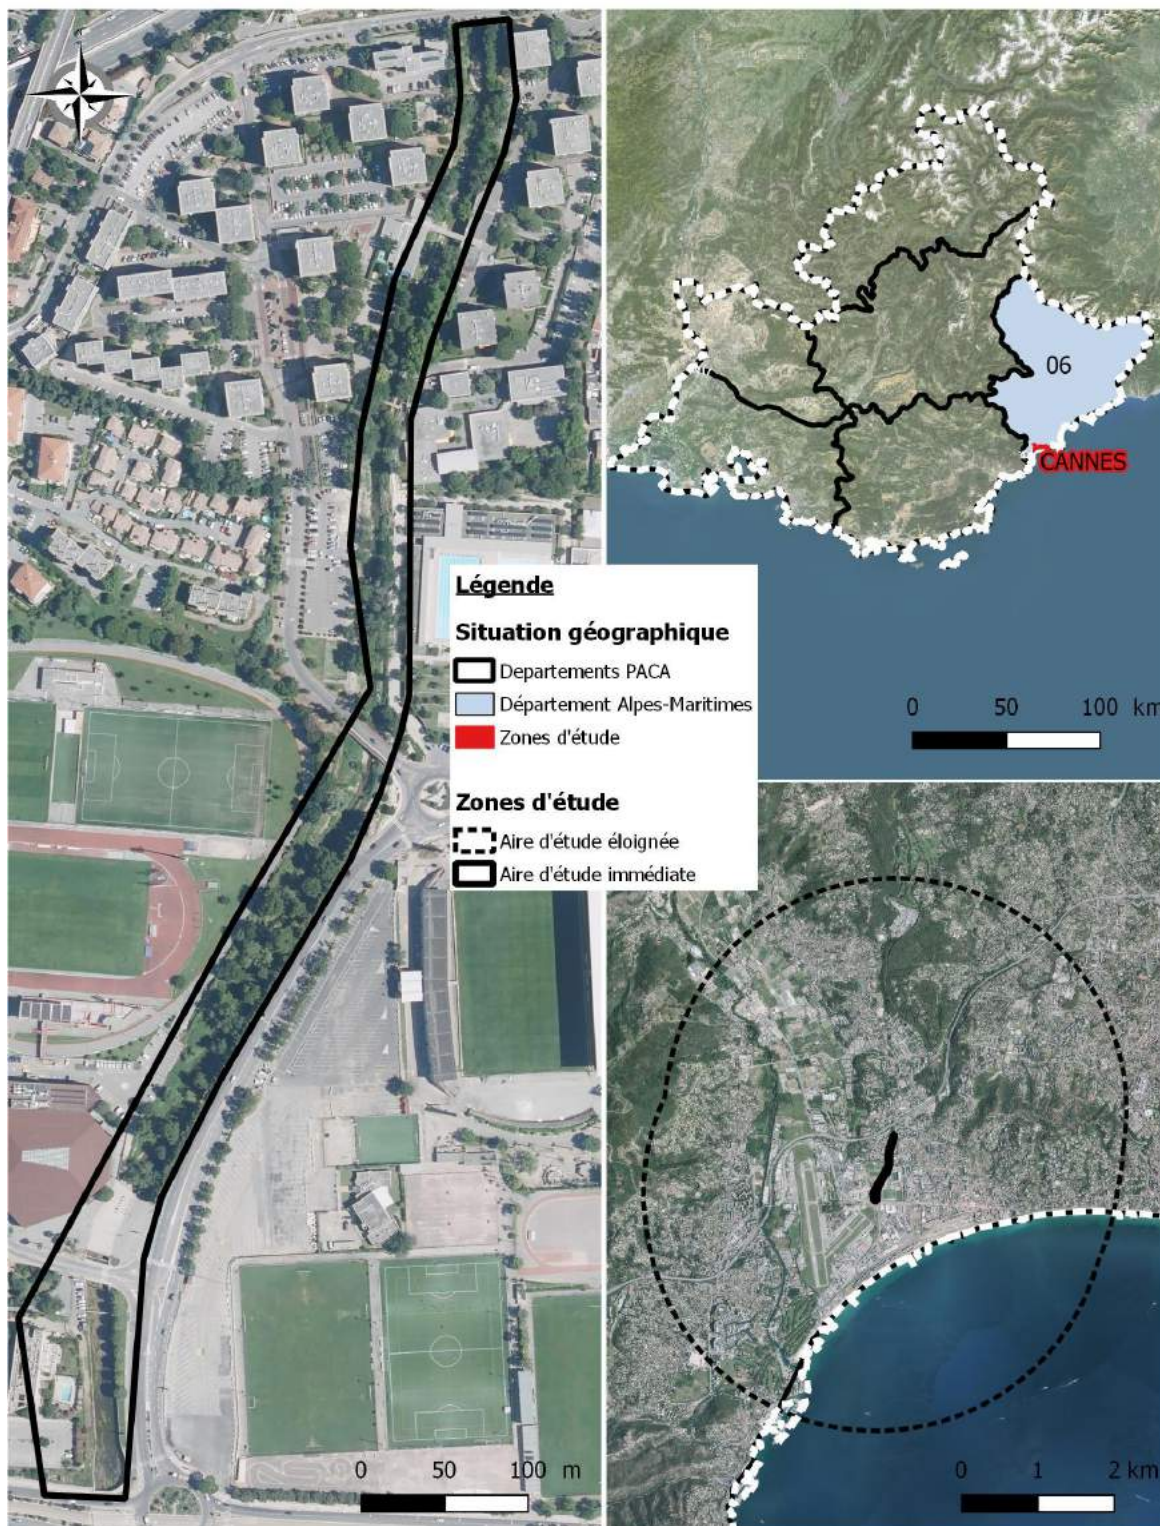 06
CANNES
0 50 100 km
Légende
Situation géographique
Departements PACA
Département Alpes-Maritimes
Zones d'étude
Zones d'étude
Aire d'étude éloignée
Aire d'étude immédiate
0 50 100 m
0 1 2 km